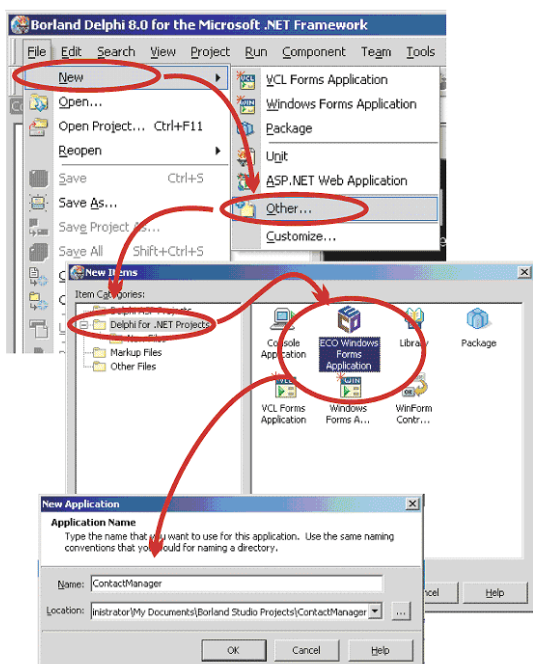 Borland Delphi 8.0 for the Microsoft .NET Framework
File Edit Search View Project Run Component Team Tools
New
Open...
Open Project... Ctrl+F11
Reopen
Save Ctrl+S
Save As...
Save Project As...
Save All Shift+Ctrl+S
VCL Forms Application
Windows Forms Application
Package
Unit
ASP.NET Web Application
Other...
Customize...
New Items
Item Categories:
Delphi ASP Projects
Delphi for .NET Projects
New Files
Markup Files
Other Files
Console Application
ECO Windows Forms Application
Library
Package
VCL Forms Application
Windows Forms A...
WinForm Contr...
Help
New Application
Application Name
Type the name that you want to use for this application. Use the same naming
conventions that you would for naming a directory.
Name: ContactManager
Location: inistrator\My Documents\Borland Studio Projects\ContactManager ...
OK Cancel Help